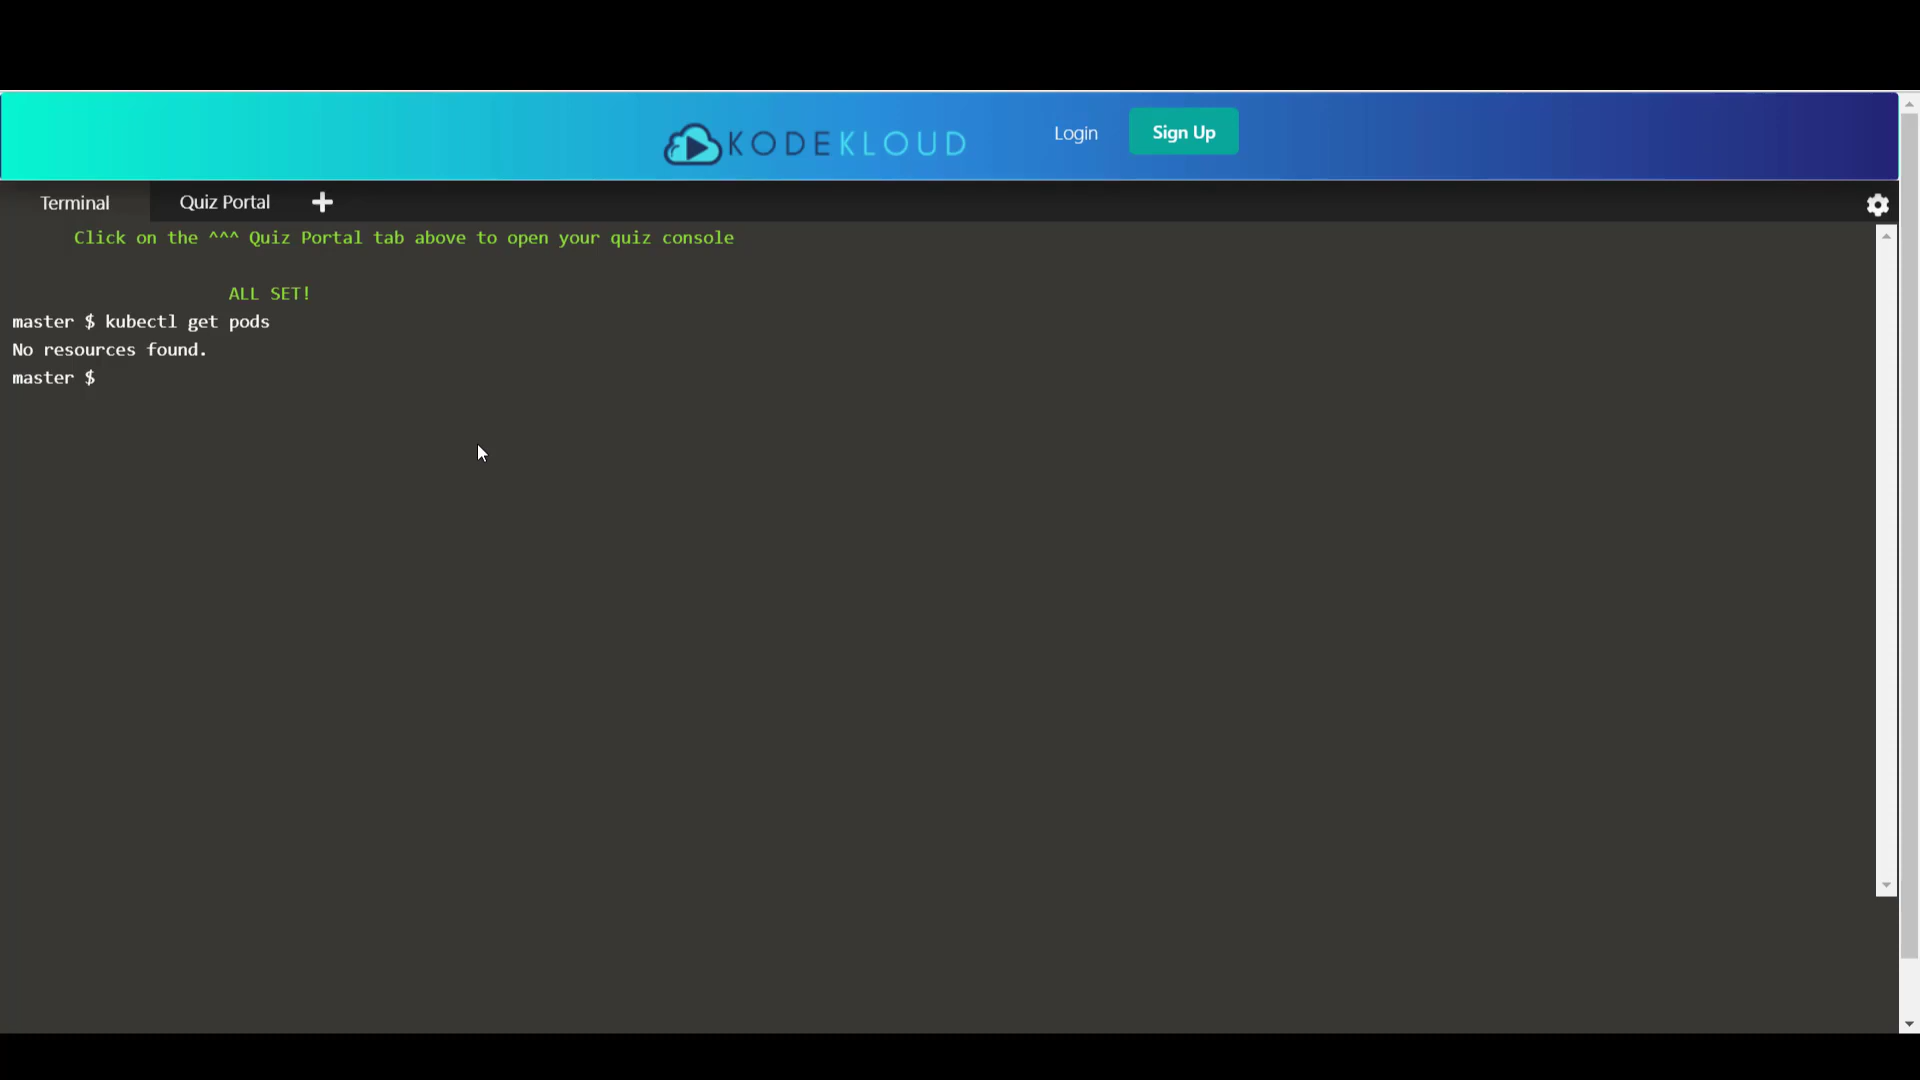 KODEKLOUD
Login
Sign Up
Terminal
Quiz Portal
Click on the ^^^ Quiz Portal tab above to open your quiz console
ALL SET!
master $ kubectl get pods
No resources found.
master $